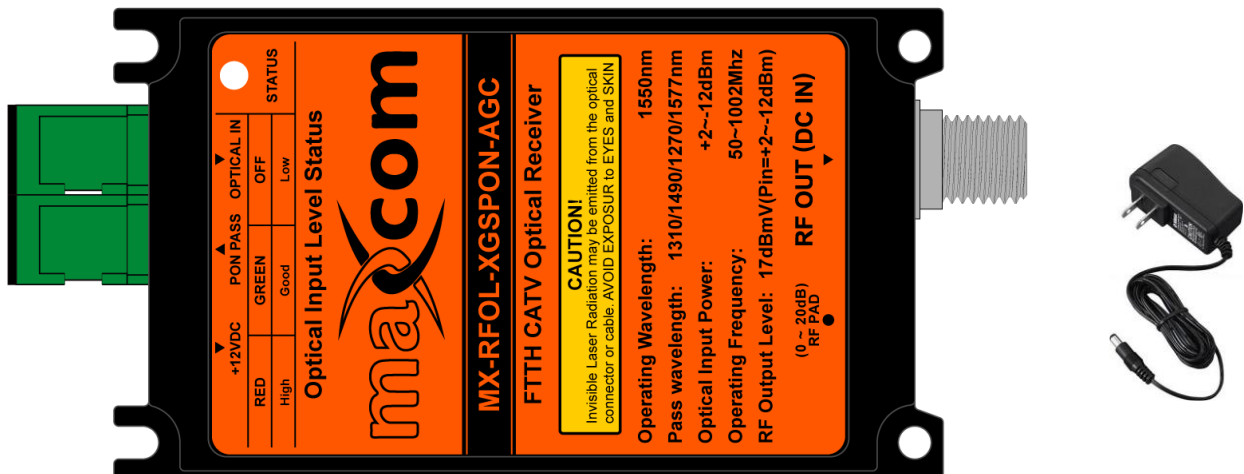 +12VDC PON PASS OPTICAL IN
RED GREEN OFF STATUS
High Good Low
Optical Input Level Status
maxcom
MX-RFOL-XGSPON-AGC
FTTH CATV Optical Receiver
CAUTION!
Invisible Laser Radiation may be emitted from the optical
connector or cable. AVOID EXPOSUR to EYES and SKIN
Operating Wavelength: 1550nm
Pass wavelength: 1310/1490/1270/1577nm
Optical Input Power: +2~-12dBm
Operating Frequency: 50~1002Mhz
RF Output Level: 17dBmV(Pin=+2~-12dBm)
(0 ~ 20dB)
RF PAD
RF OUT (DC IN)